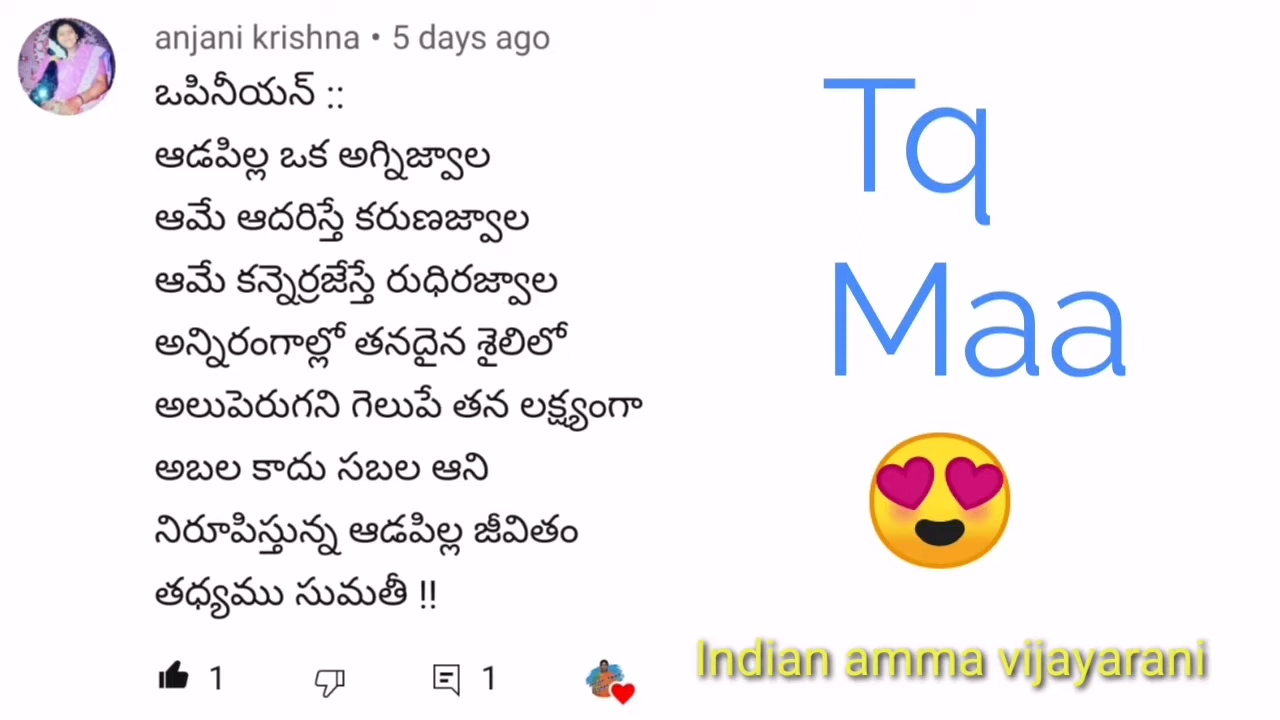 anjani krishna • 5 days ago
ఒపినీయన్ ::
ఆడపిల్ల ఒక అగ్నిజ్వాల
ఆమే ఆదరిస్తే కరుణజ్వాల
ఆమే కన్నెర్రజేస్తే రుధిరజ్వాల
అన్నిరంగాల్లో తనదైన శైలిలో
అలుపెరుగని గెలుపే తన లక్ష్యంగా
అబల కాదు సబల ఆని
నిరూపిస్తున్న ఆడపిల్ల జీవితం
తధ్యము సుమతీ !!
1 1
Tq
Maa
Indian amma vijayarani